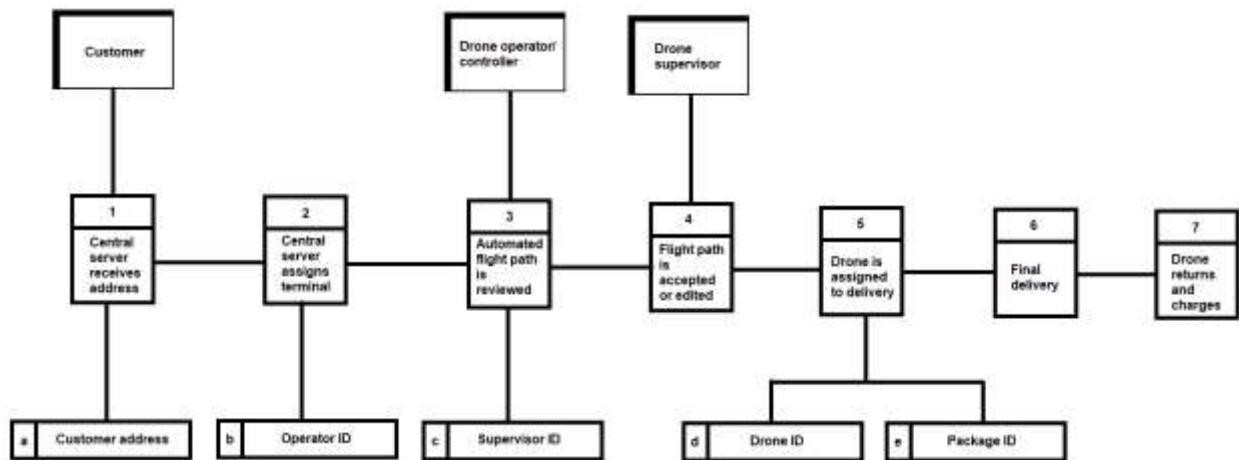 Customer
Drone operator/
controller
Drone
supervisor
1
Central
server
receives
address
2
Central
server
assigns
terminal
3
Automated
flight path
is
reviewed
4
Flight path
is
accepted
or edited
5
Drone is
assigned
to delivery
6
Final
delivery
7
Drone
returns
and
charges
a
Customer address
b
Operator ID
c
Supervisor ID
d
Drone ID
e
Package ID